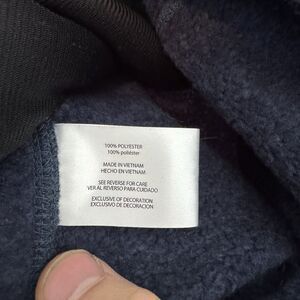 100% POLYESTER
100% poliéster
MADE IN VIETNAM
HECHO EN VIETNAM
SEE REVERSE FOR CARE
VER AL REVERSO PARA CUIDADO
EXCLUSIVE OF DECORATION
EXCLUSIVO DE DECORACION